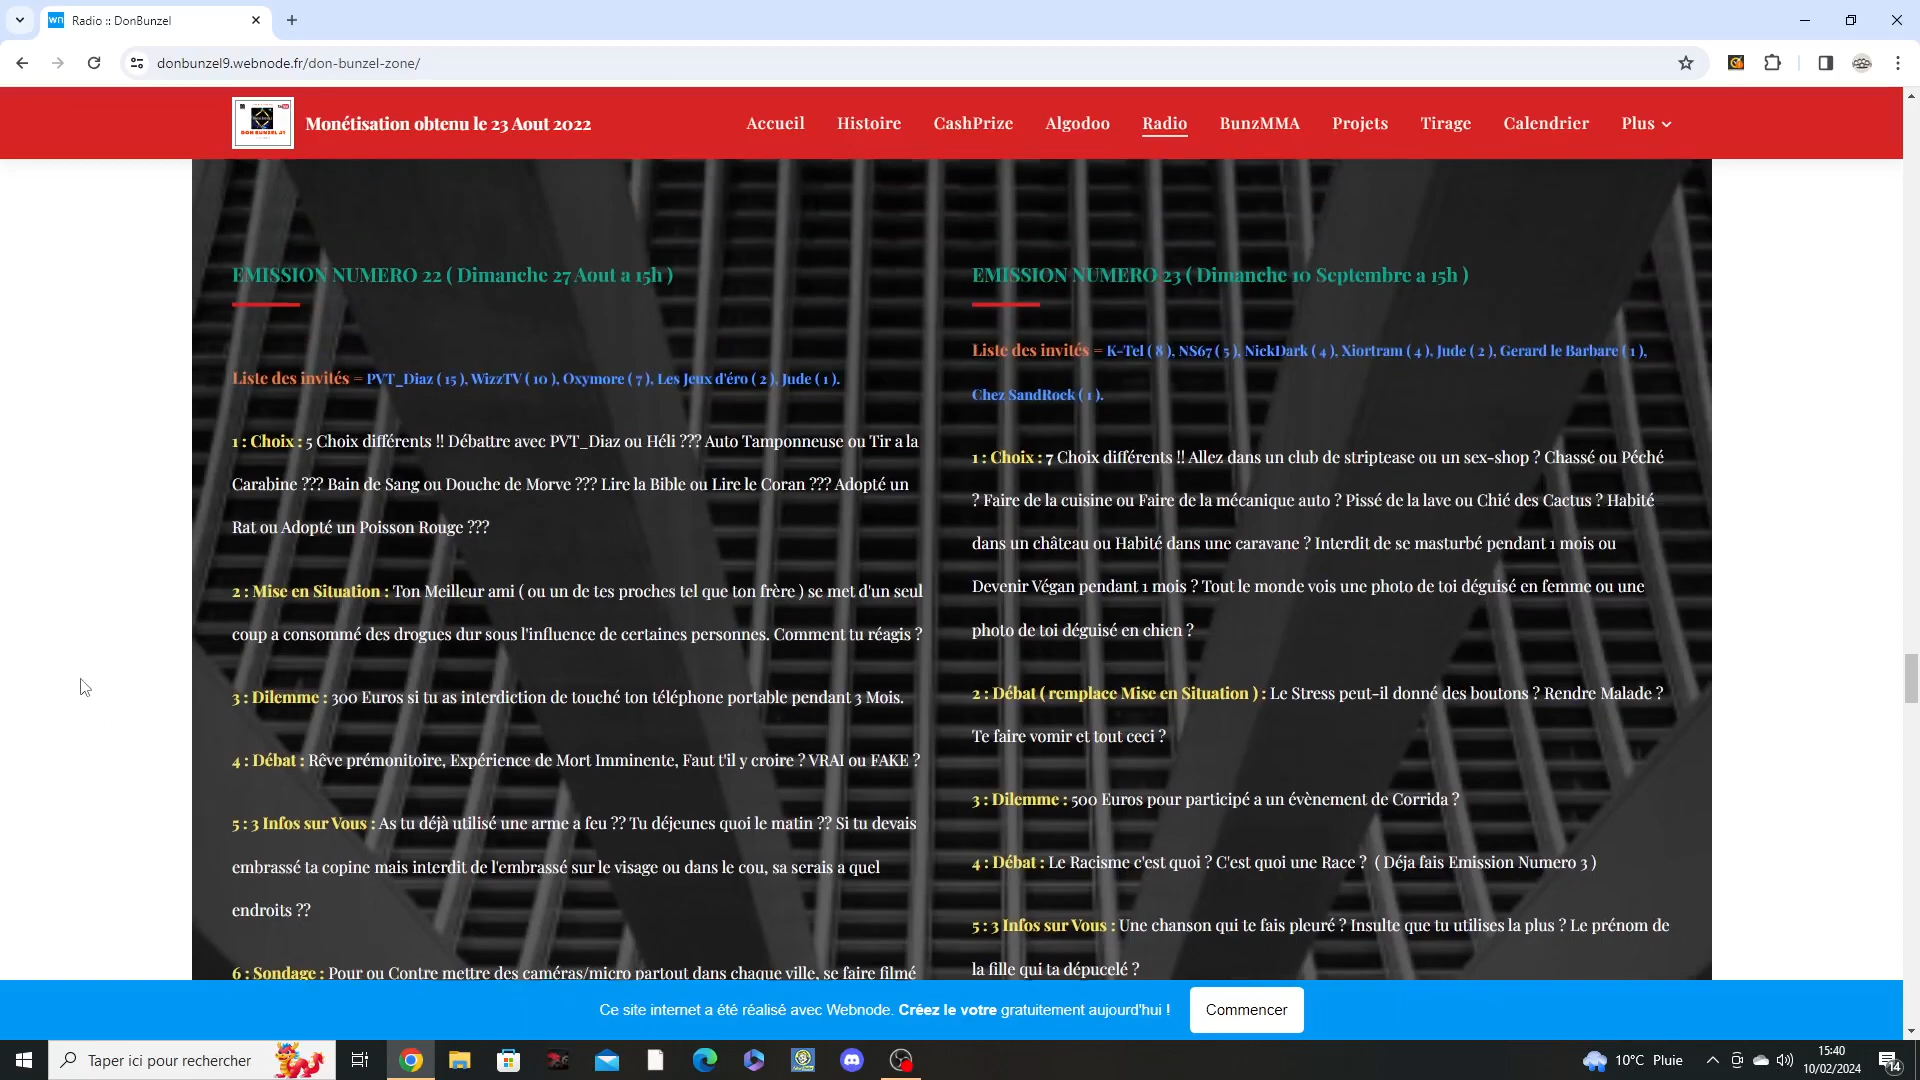 Radio :: DonBunzel
donbunzel9.webnode.fr/don-bunzel-zone/
Monétisation obtenu le 23 Aout 2022
Accueil
Histoire
CashPrize
Algodoo
Radio
BunzMMA
Projets
Tirage
Calendrier
Plus
EMISSION NUMERO 22 ( Dimanche 27 Aout a 15h )
Liste des invités = PVT_Diaz ( 15 ), WizzTV ( 10 ), Oxymore ( 7 ), Les Jeux d'éro ( 2 ), Jude ( 1 ).
1 : Choix : 5 Choix différents !! Débattre avec PVT_Diaz ou Héli ??? Auto Tamponneuse ou Tir a la
Carabine ??? Bain de Sang ou Douche de Morve ??? Lire la Bible ou Lire le Coran ??? Adopté un
Rat ou Adopté un Poisson Rouge ???
2 : Mise en Situation : Ton Meilleur ami ( ou un de tes proches tel que ton frère ) se met d'un seul
coup a consommé des drogues dur sous l'influence de certaines personnes. Comment tu réagis ?
3 : Dilemme : 300 Euros si tu as interdiction de touché ton téléphone portable pendant 3 Mois.
4 : Débat : Rêve prémonitoire, Expérience de Mort Imminente, Faut t'il y croire ? VRAI ou FAKE ?
5 : 3 Infos sur Vous : As tu déjà utilisé une arme a feu ?? Tu déjeunes quoi le matin ?? Si tu devais
embrassé ta copine mais interdit de l'embrassé sur le visage ou dans le cou, sa serais a quel
endroits ??
6 : Sondage : Pour ou Contre mettre des caméras/micro partout dans chaque ville, se faire filmé
EMISSION NUMERO 23 ( Dimanche 10 Septembre a 15h )
Liste des invités = K-Tel ( 8 ), NS67 ( 5 ), NickDark ( 4 ), Xiortram ( 4 ), Jude ( 2 ), Gerard le Barbare ( 1 ),
Chez SandRock ( 1 ).
1 : Choix : 7 Choix différents !! Allez dans un club de striptease ou un sex-shop ? Chassé ou Péché
? Faire de la cuisine ou Faire de la mécanique auto ? Pissé de la lave ou Chié des Cactus ? Habité
dans un château ou Habité dans une caravane ? Interdit de se masturbé pendant 1 mois ou
Devenir Végan pendant 1 mois ? Tout le monde vois une photo de toi déguisé en femme ou une
photo de toi déguisé en chien ?
2 : Débat ( remplace Mise en Situation ) : Le Stress peut-il donné des boutons ? Rendre Malade ?
Te faire vomir et tout ceci ?
3 : Dilemme : 500 Euros pour participé a un évènement de Corrida ?
4 : Débat : Le Racisme c'est quoi ? C'est quoi une Race ? ( Déja fais Emission Numero 3 )
5 : 3 Infos sur Vous : Une chanson qui te fais pleuré ? Insulte que tu utilises la plus ? Le prénom de
la fille qui ta dépucelé ?
Ce site internet a été réalisé avec Webnode. Créez le votre gratuitement aujourd'hui !
Commencer
Taper ici pour rechercher
10°C Pluie
15:40
10/02/2024
14